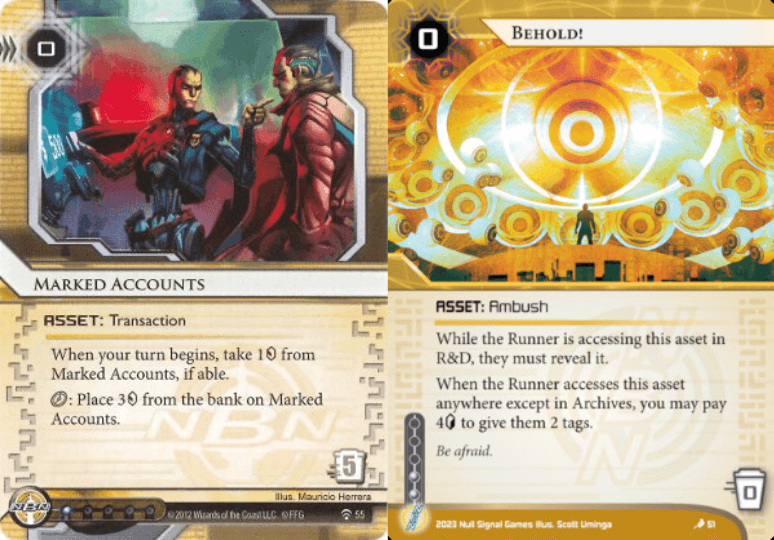 0
500
MARKED ACCOUNTS
ASSET: Transaction
When your turn begins, take 1 from
Marked Accounts, if able.
: Place 3 from the bank on Marked
Accounts.
NBN
5
Illus. Mauricio Herrera
NBN
©2012 Wizards of the Coast LLC. ©FFG
55
0
BEHOLD!
ASSET: Ambush
While the Runner is accessing this asset in
R&D, they must reveal it.
When the Runner accesses this asset
anywhere except in Archives, you may pay
4 to give them 2 tags.
Be afraid.
NBN
0
2023 Null Signal Games Illus. Scott Uminga
51